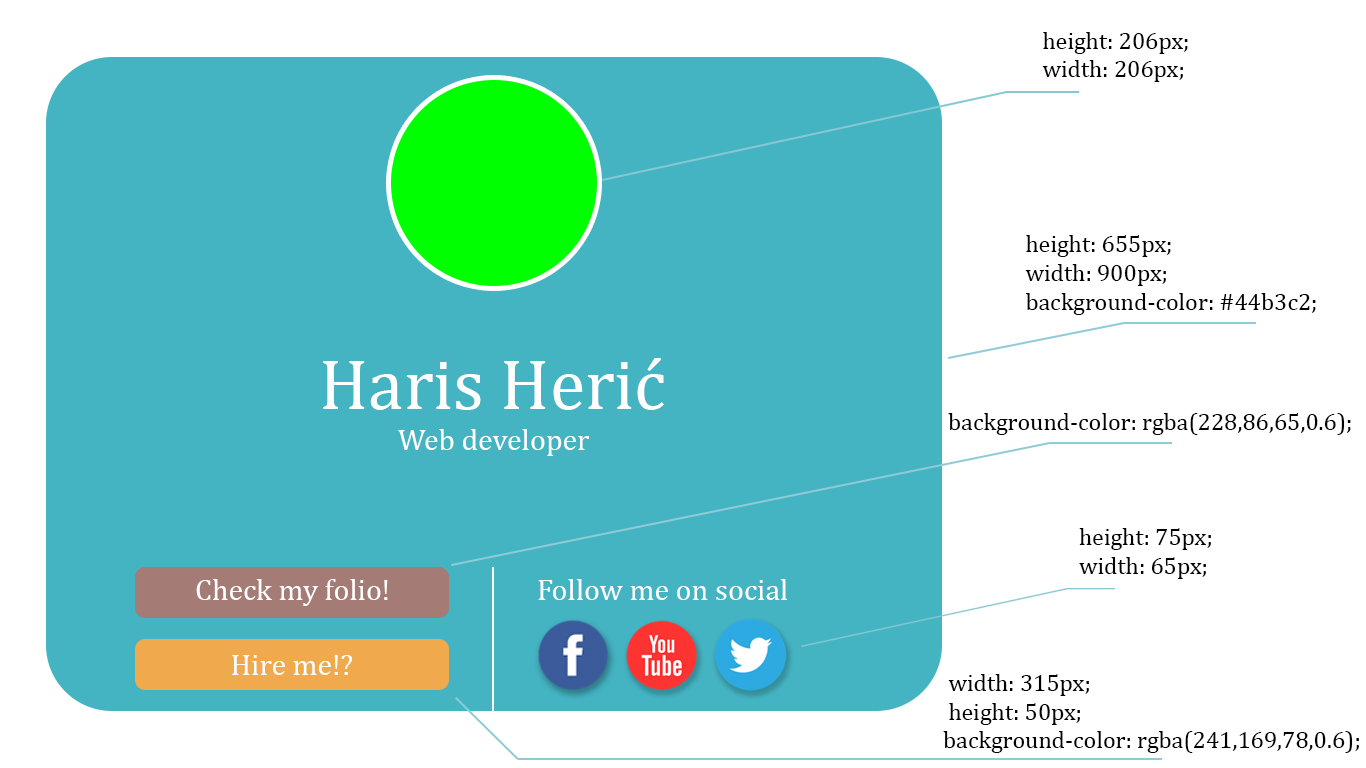 height: 206px;
width: 206px;
height: 655px;
width: 900px;
background-color: #44b3c2;
Haris Herić
Web developer
background-color: rgba(228,86,65,0.6);
height: 75px;
width: 65px;
Check my folio!
Follow me on social
Hire me!?
f
You
Tube
width: 315px;
height: 50px;
background-color: rgba(241,169,78,0.6);